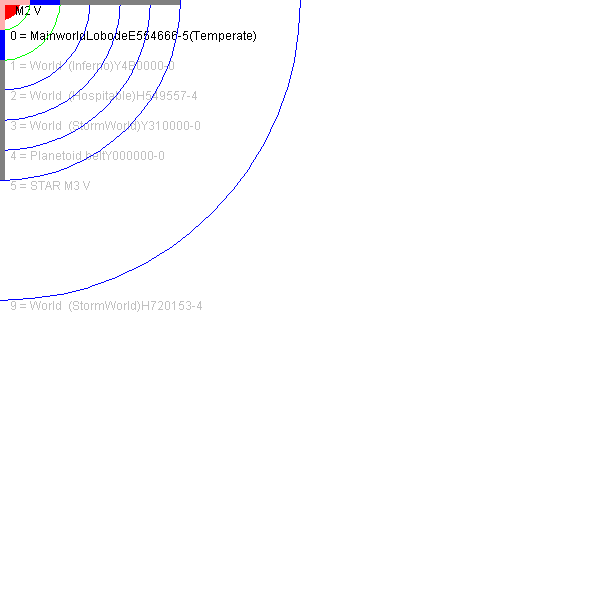 M2 V
0 = MainworldLobodeE554666-5(Temperate)
1 = World (Inferno)Y4E0000-0
2 = World (Hospitable)H549557-4
3 = World (StormWorld)Y310000-0
4 = Planetoid beltY000000-0
5 = STAR M3 V
9 = World (StormWorld)H720153-4